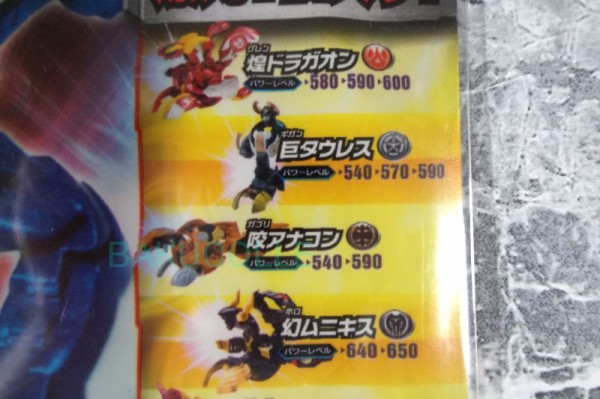 グレン
煌ドラガオン
パワーレベル 580 590 600
ギガン
巨タウレス
パワーレベル 540 570 590
ガブリ
咬アナコン
パワーレベル 540 590
ホロ
幻ムニキス
パワーレベル 640 650